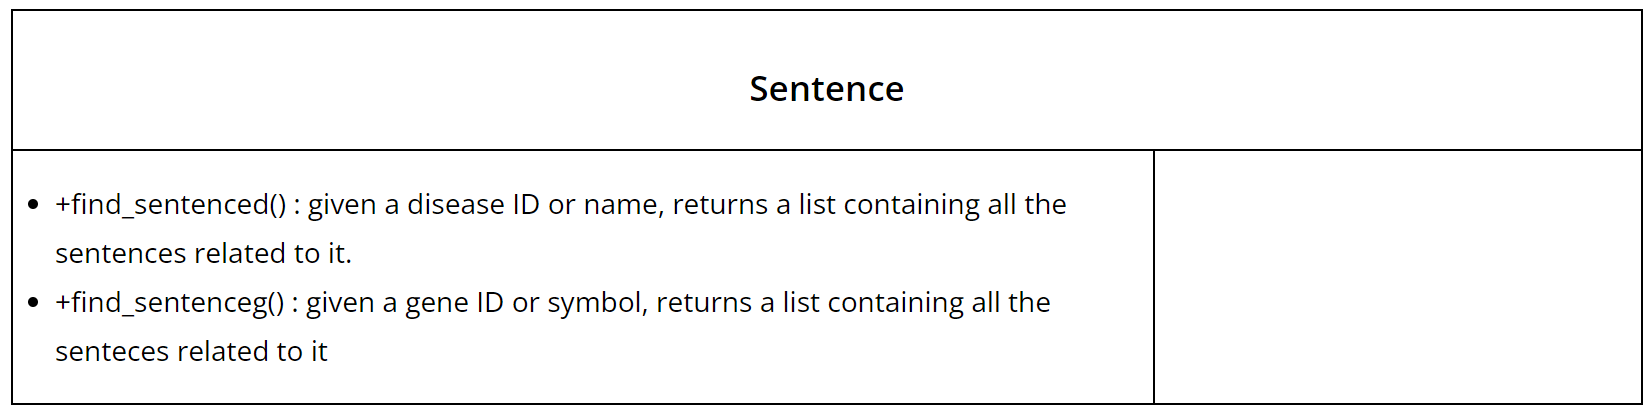 Sentence
+find_sentenced() : given a disease ID or name, returns a list containing all the
sentences related to it.
+find_sentenceg() : given a gene ID or symbol, returns a list containing all the
senteces related to it